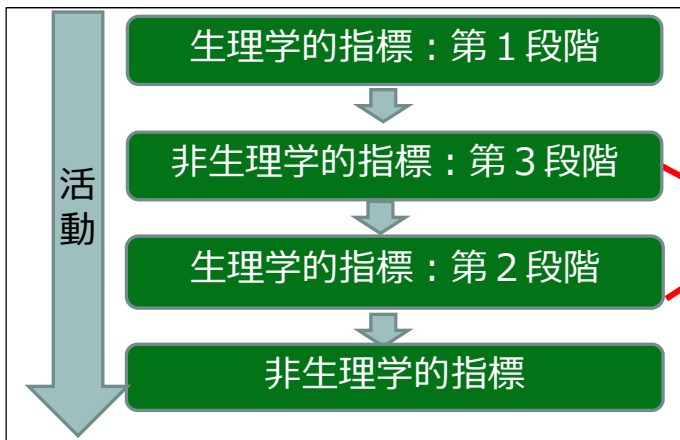 生理学的指標：第１段階
非生理学的指標：第３段階
活動
生理学的指標：第２段階
非生理学的指標